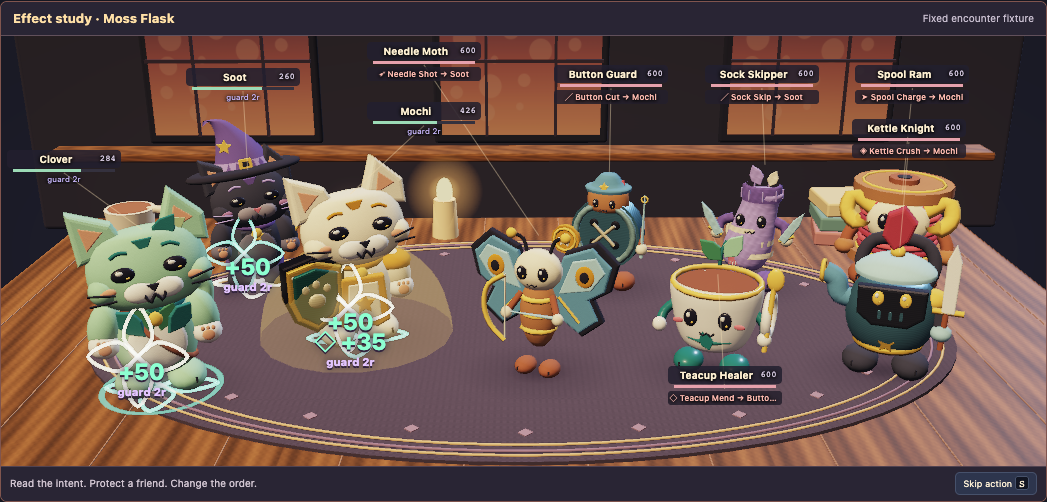 Effect study · Moss Flask
Fixed encounter fixture
Needle Moth 600
Needle Shot → Soot
Soot 260
guard 2r
Button Guard 600
Button Cut → Mochi
Sock Skipper 600
Sock Skip → Soot
Spool Ram 600
Spool Charge → Mochi
Mochi 426
guard 2r
Kettle Knight 600
Kettle Crush → Mochi
Clover 284
guard 2r
+50
guard 2r
+50
+35
guard 2r
+50
guard 2r
Teacup Healer 600
Teacup Mend → Butto...
Read the intent. Protect a friend. Change the order.
Skip action S